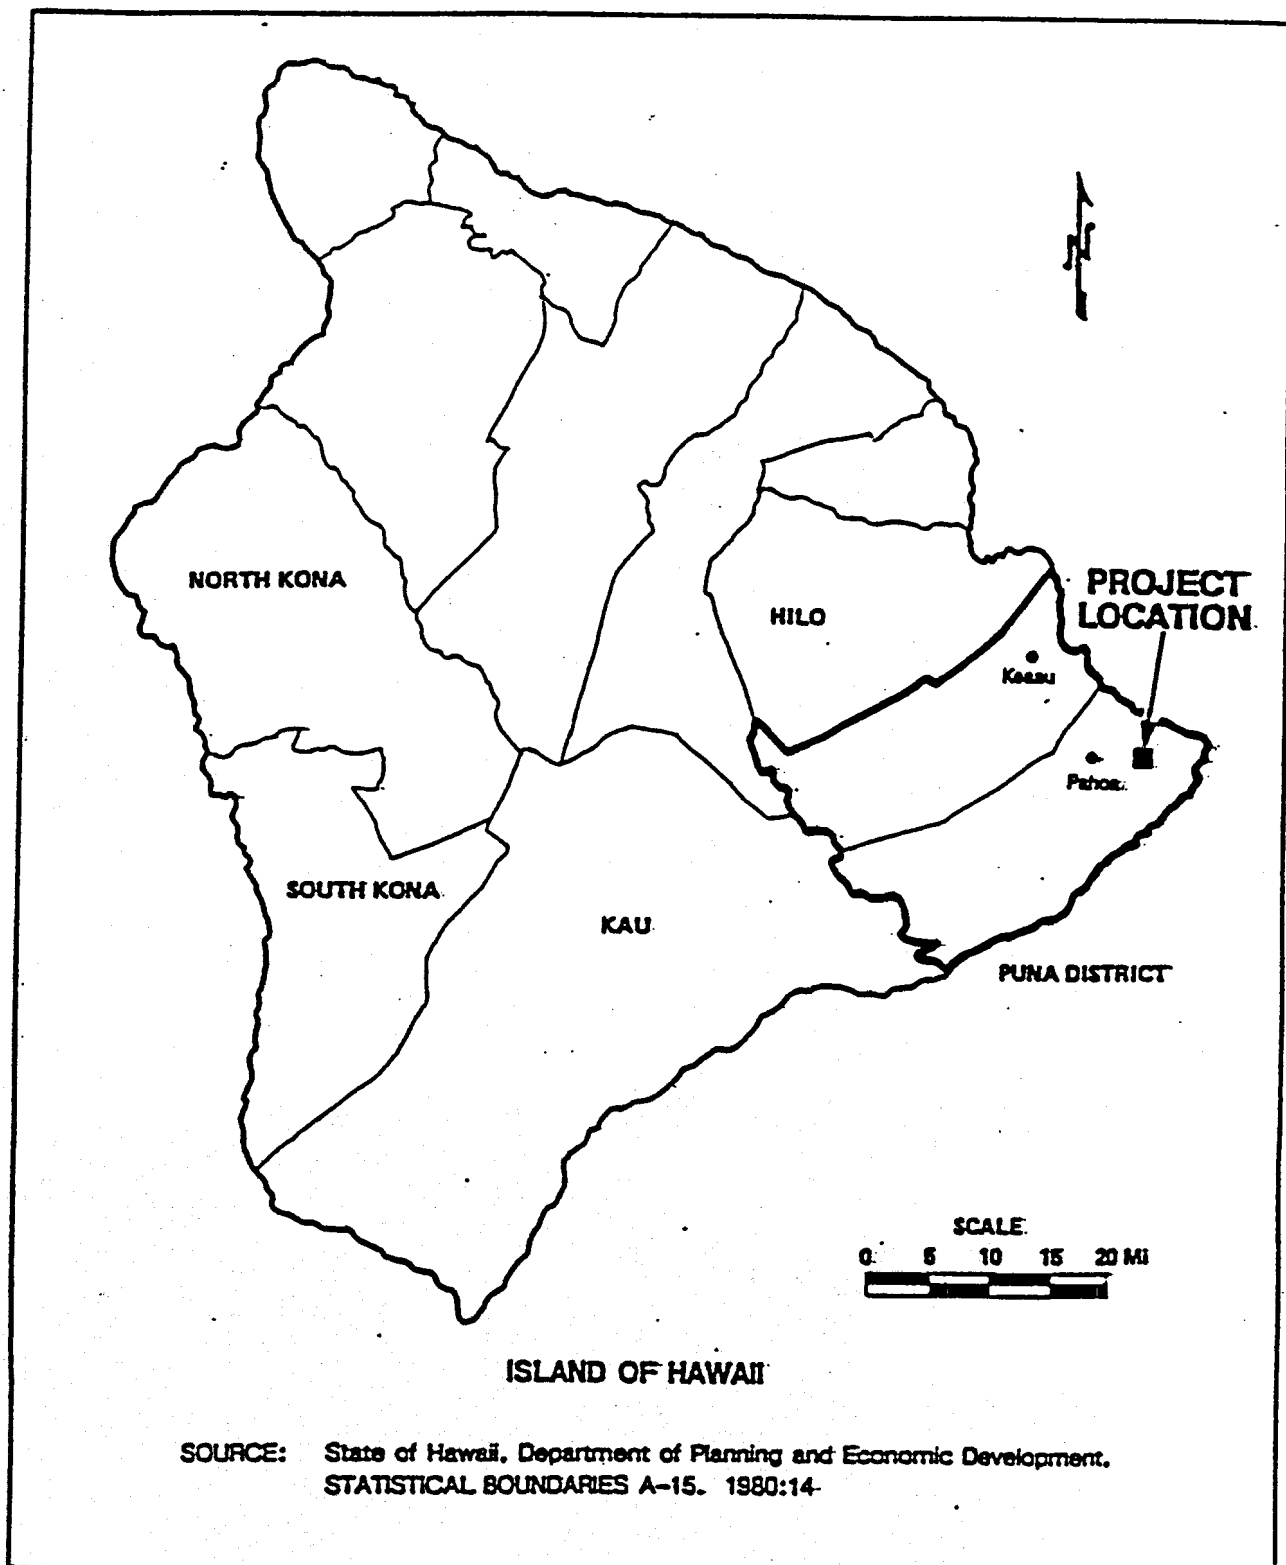 N
NORTH KONA
HILO
PROJECT
LOCATION
Keaau
Pahoa
SOUTH KONA
KAU
PUNA DISTRICT
SCALE
0 5 10 15 20 Mi
ISLAND OF HAWAII
SOURCE: State of Hawaii, Department of Planning and Economic Development.
STATISTICAL BOUNDARIES A-15. 1980:14